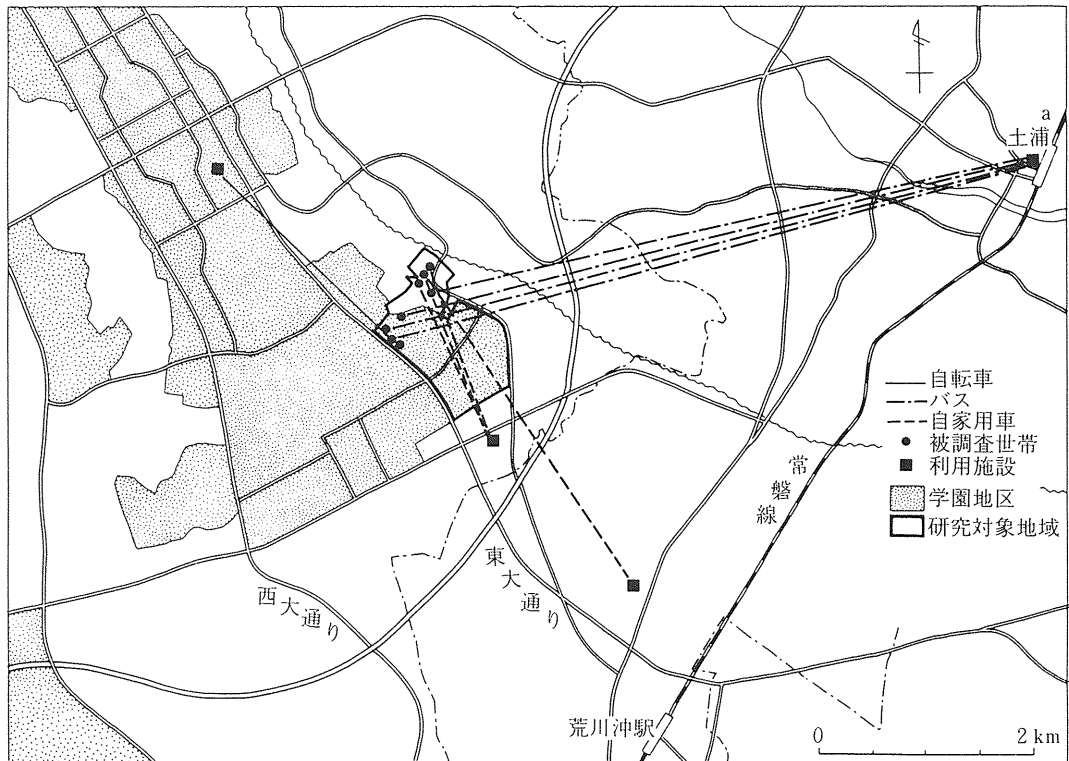 a
土浦
自転車
バス
自家用車
被調査世帯
利用施設
学園地区
研究対象地域
常磐線
東大通り
西大通り
荒川沖駅
0 2 km